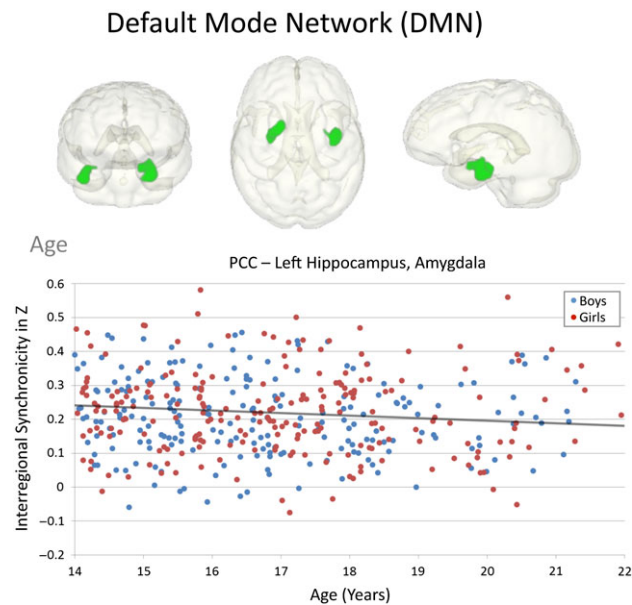 Default Mode Network (DMN)
Age
PCC – Left Hippocampus, Amygdala
Interregional Synchronicity in Z
0.6
0.5
0.4
0.3
0.2
0.1
0
–0.1
–0.2
Boys
Girls
14 15 16 17 18 19 20 21 22
Age (Years)